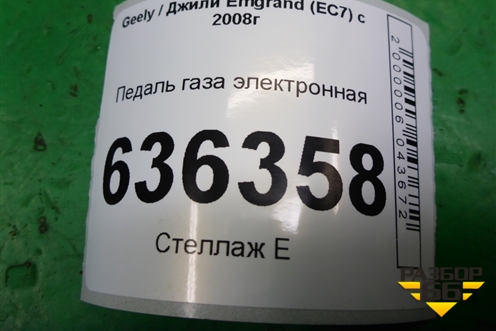 Geely / Джили Emgrand (EC7) с
2008г
Педаль газа электронная
636358
Стеллаж Е
2000006043672
РАЗБОР
66